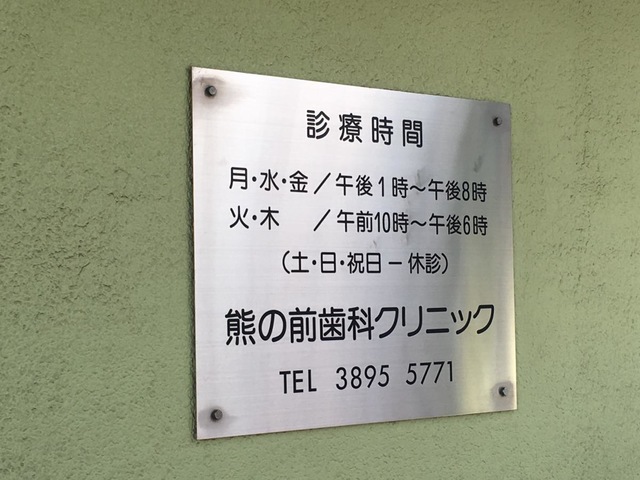 診療時間
月・水・金／午後1時～午後8時
火・木　／午前10時～午後6時
（土・日・祝日－休診）
熊の前歯科クリニック
TEL 3895 5771